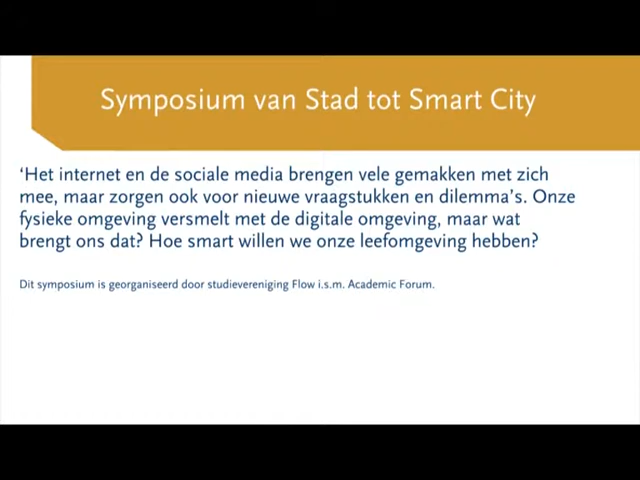 Symposium van Stad tot Smart City
‘Het internet en de sociale media brengen vele gemakken met zich
mee, maar zorgen ook voor nieuwe vraagstukken en dilemma’s. Onze
fysieke omgeving versmelt met de digitale omgeving, maar wat
brengt ons dat? Hoe smart willen we onze leefomgeving hebben?
Dit symposium is georganiseerd door studievereniging Flow i.s.m. Academic Forum.